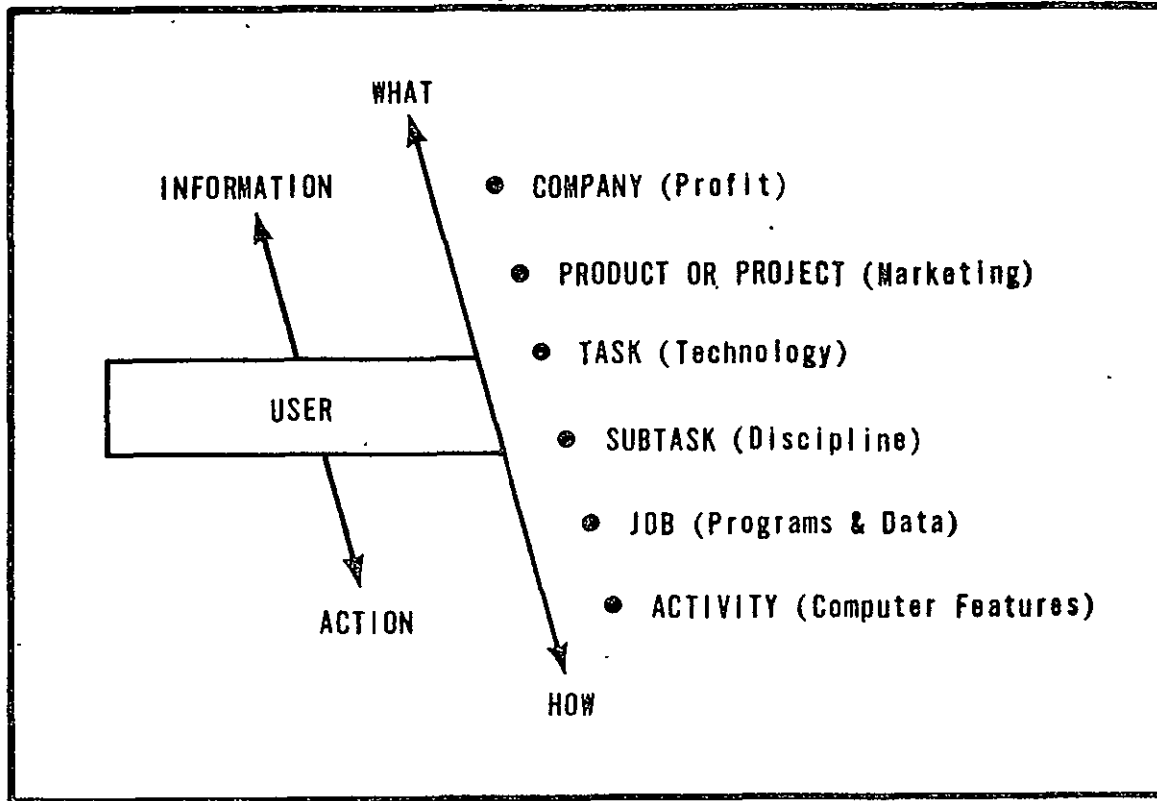 WHAT
INFORMATION
● COMPANY (Profit)
● PRODUCT OR PROJECT (Marketing)
● TASK (Technology)
USER
● SUBTASK (Discipline)
● JOB (Programs & Data)
● ACTIVITY (Computer Features)
ACTION
HOW